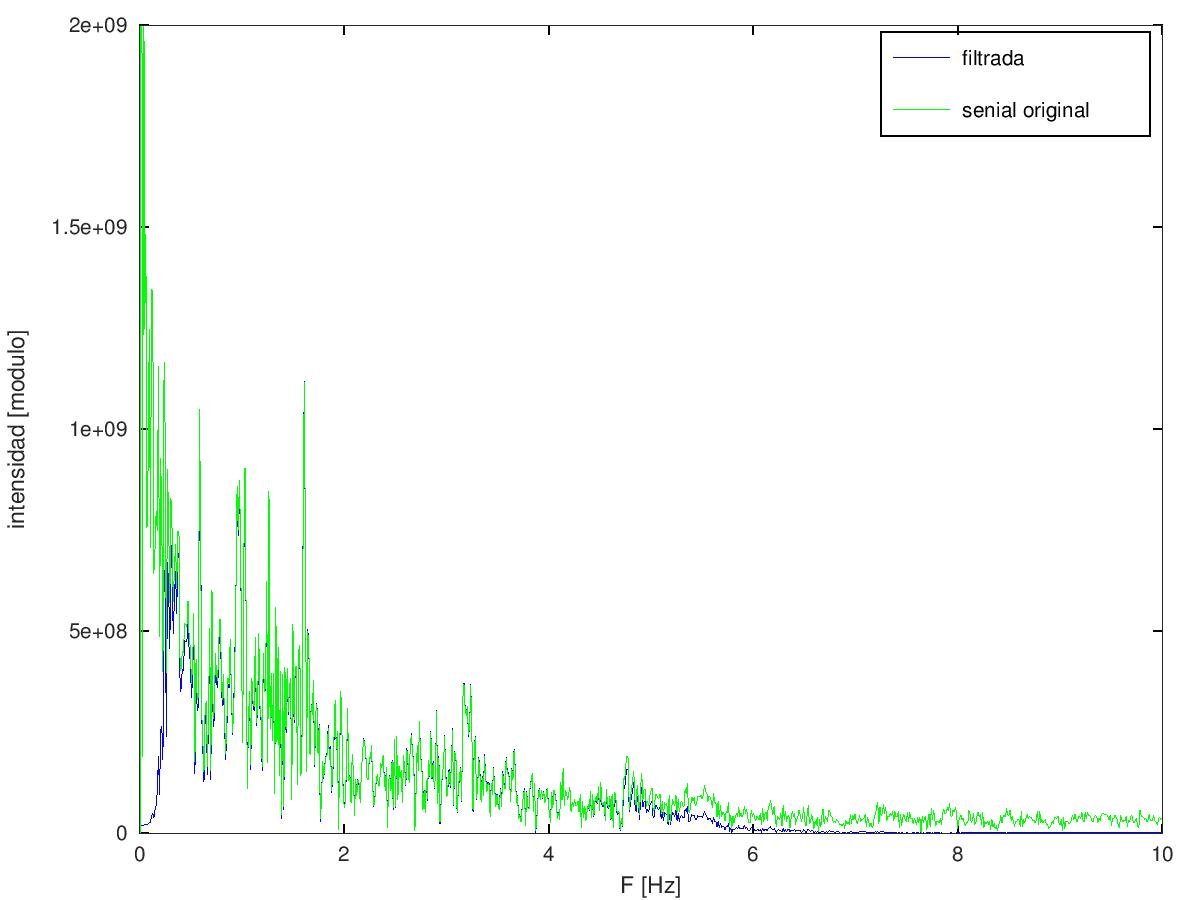 2e+09
1.5e+09
1e+09
5e+08
0
intensidad [modulo]
filtrada
senial original
0 2 4 6 8 10
F [Hz]